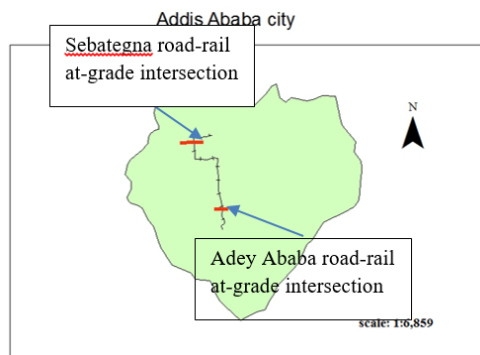 Addis Ababa city
Sebategna road-rail
at-grade intersection
N
Adey Ababa road-rail
at-grade intersection
scale: 1:6,859